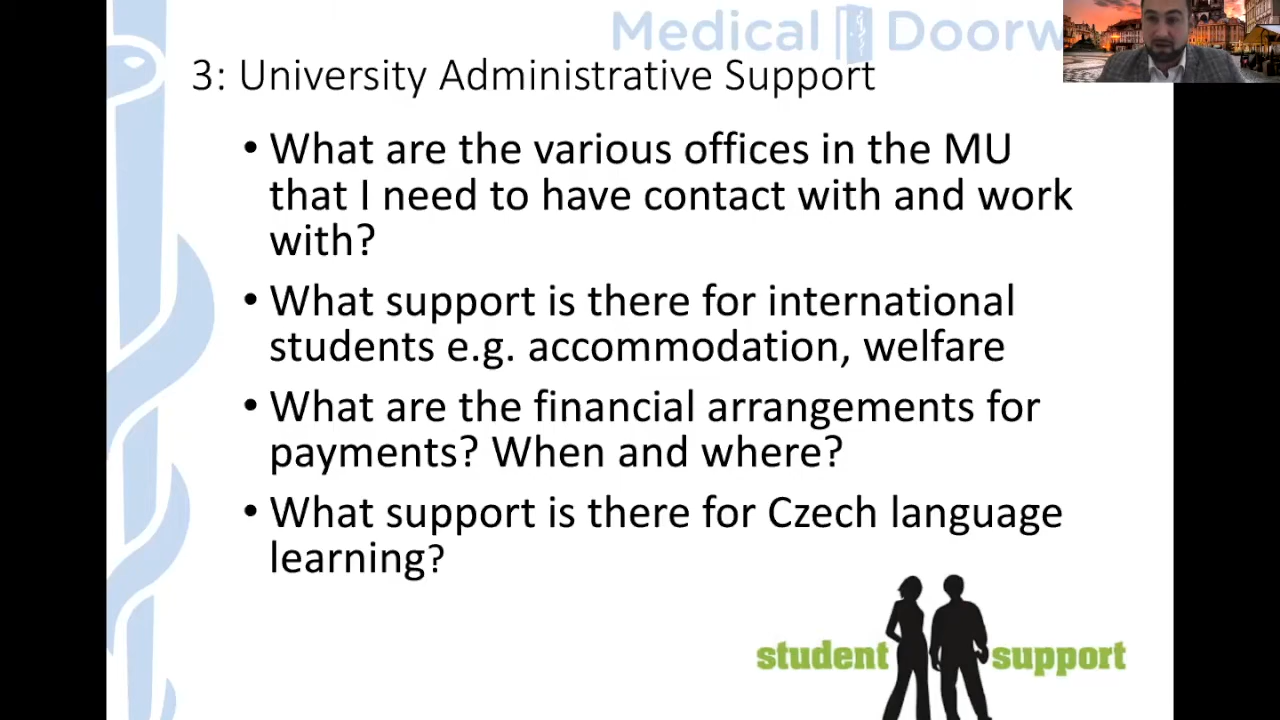 Medical Doorw
3: University Administrative Support
• What are the various offices in the MU
that I need to have contact with and work
with?
• What support is there for international
students e.g. accommodation, welfare
• What are the financial arrangements for
payments? When and where?
• What support is there for Czech language
learning?
student support